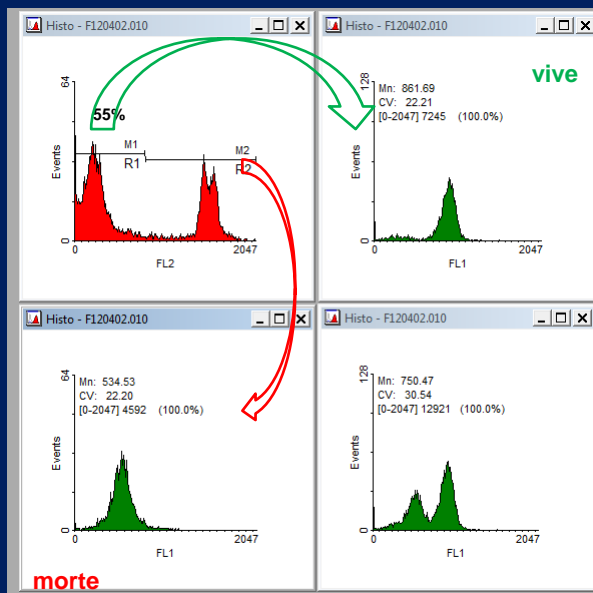 Histo - F120402.010
64
55%
M1
M2
R1
R2
Events
0
0
2047
FL2
Histo - F120402.010
vive
128
Mn: 861.69
CV: 22.21
[0-2047] 7245 (100.0%)
Events
0
0
2047
FL1
Histo - F120402.010
64
Mn: 534.53
CV: 22.20
[0-2047] 4592 (100.0%)
Events
0
0
2047
FL1
morte
Histo - F120402.010
128
Mn: 750.47
CV: 30.54
[0-2047] 12921 (100.0%)
Events
0
0
2047
FL1